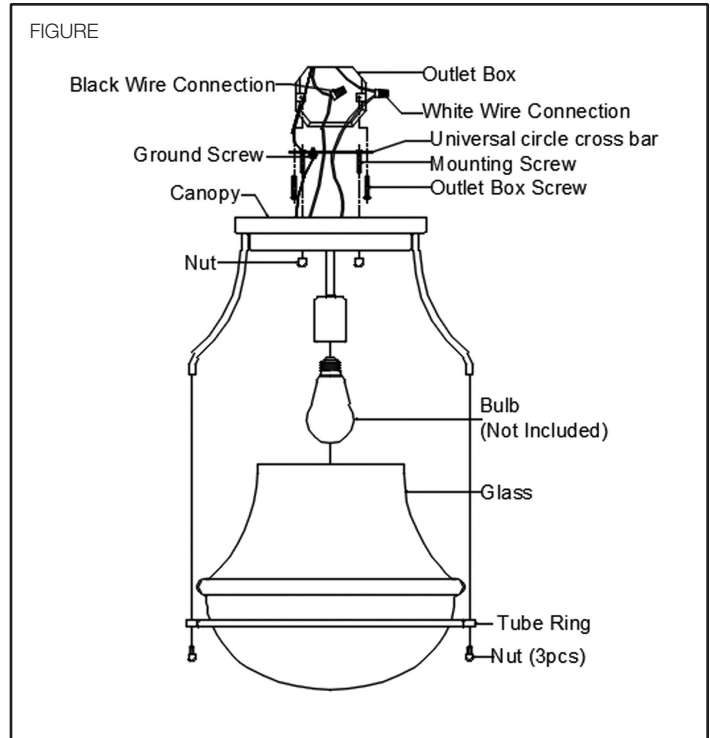 FIGURE
Outlet Box
Black Wire Connection
White Wire Connection
Universal circle cross bar
Ground Screw
Mounting Screw
Outlet Box Screw
Canopy
Nut
Bulb
(Not Included)
Glass
Tube Ring
Nut (3pcs)